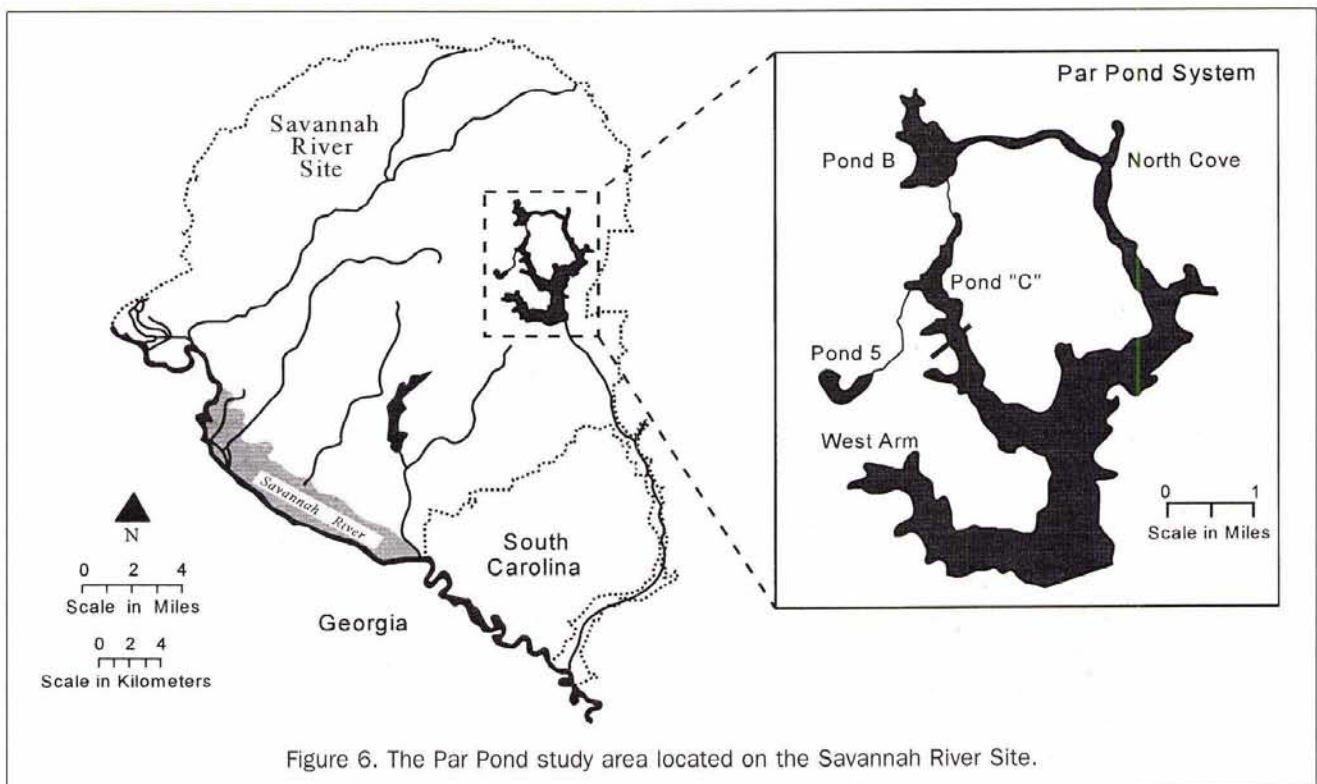 Savannah
River
Site
Par Pond System
Pond B
North Cove
Pond "C"
Pond 5
West Arm
0 1
Scale in Miles
Savannah River
N
0 2 4
Scale in Miles
0 2 4
Scale in Kilometers
South
Carolina
Georgia
Figure 6. The Par Pond study area located on the Savannah River Site.